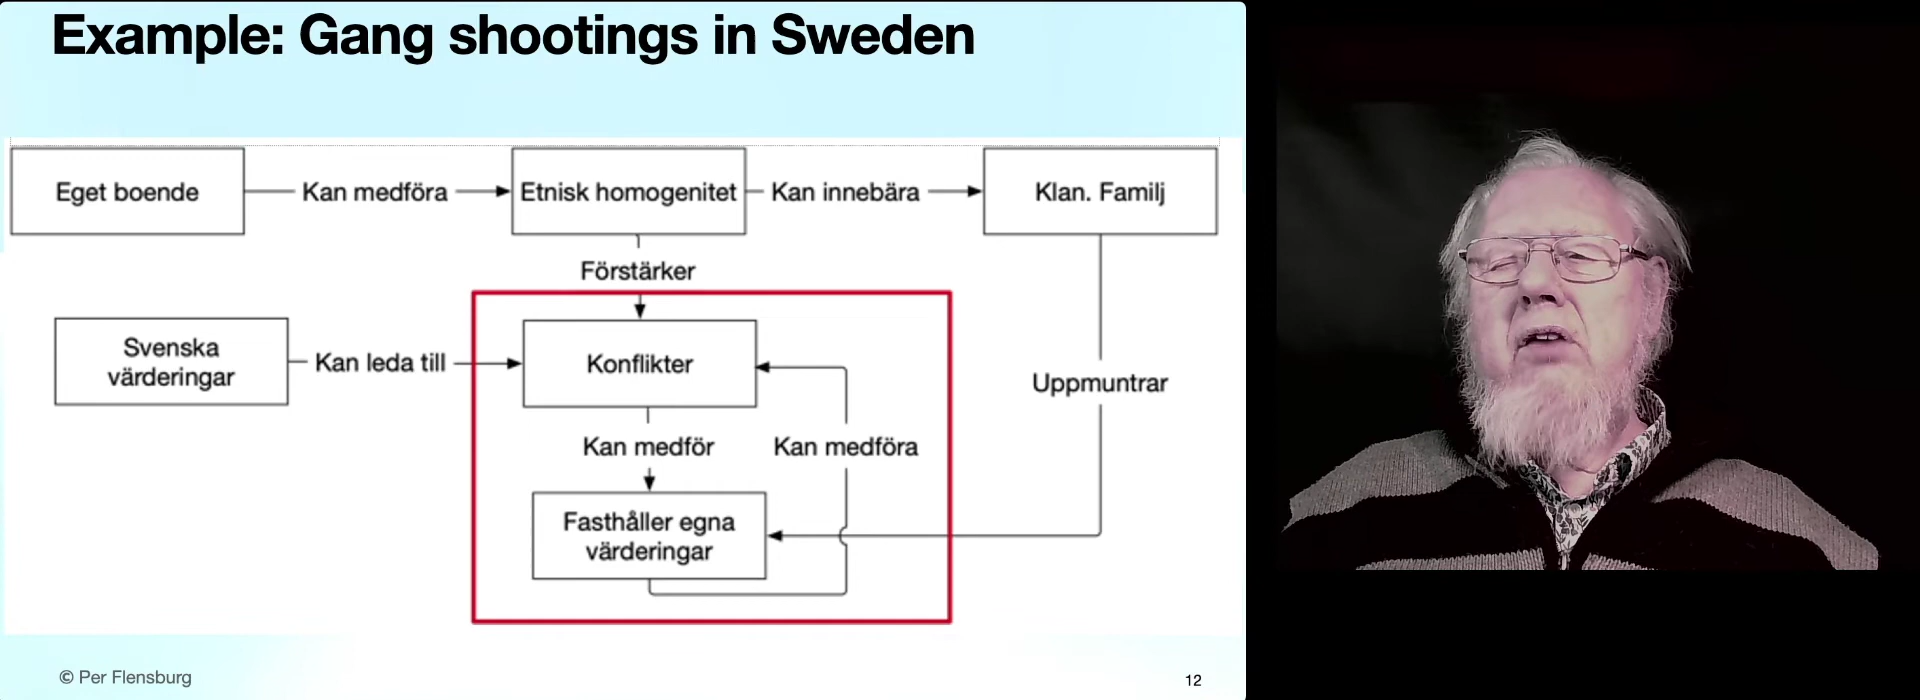 Example: Gang shootings in Sweden
Eget boende
Kan medföra
Etnisk homogenitet
Kan innebära
Klan. Familj
Förstärker
Svenska
värderingar
Kan leda till
Konflikter
Uppmuntrar
Kan medför
Kan medföra
Fasthåller egna
värderingar
© Per Flensburg
12